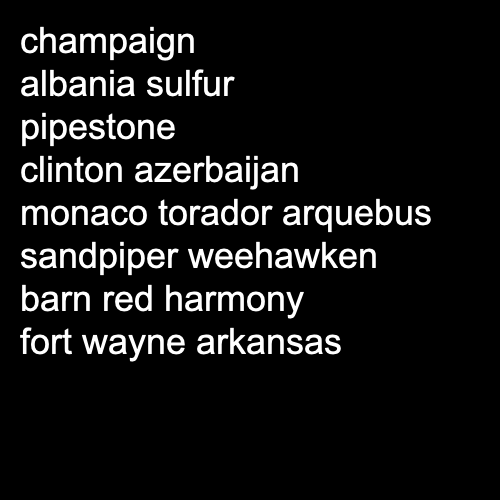 champaign
albania sulfur
pipestone
clinton azerbaijan
monaco torador arquebus
sandpiper weehawken
barn red harmony
fort wayne arkansas